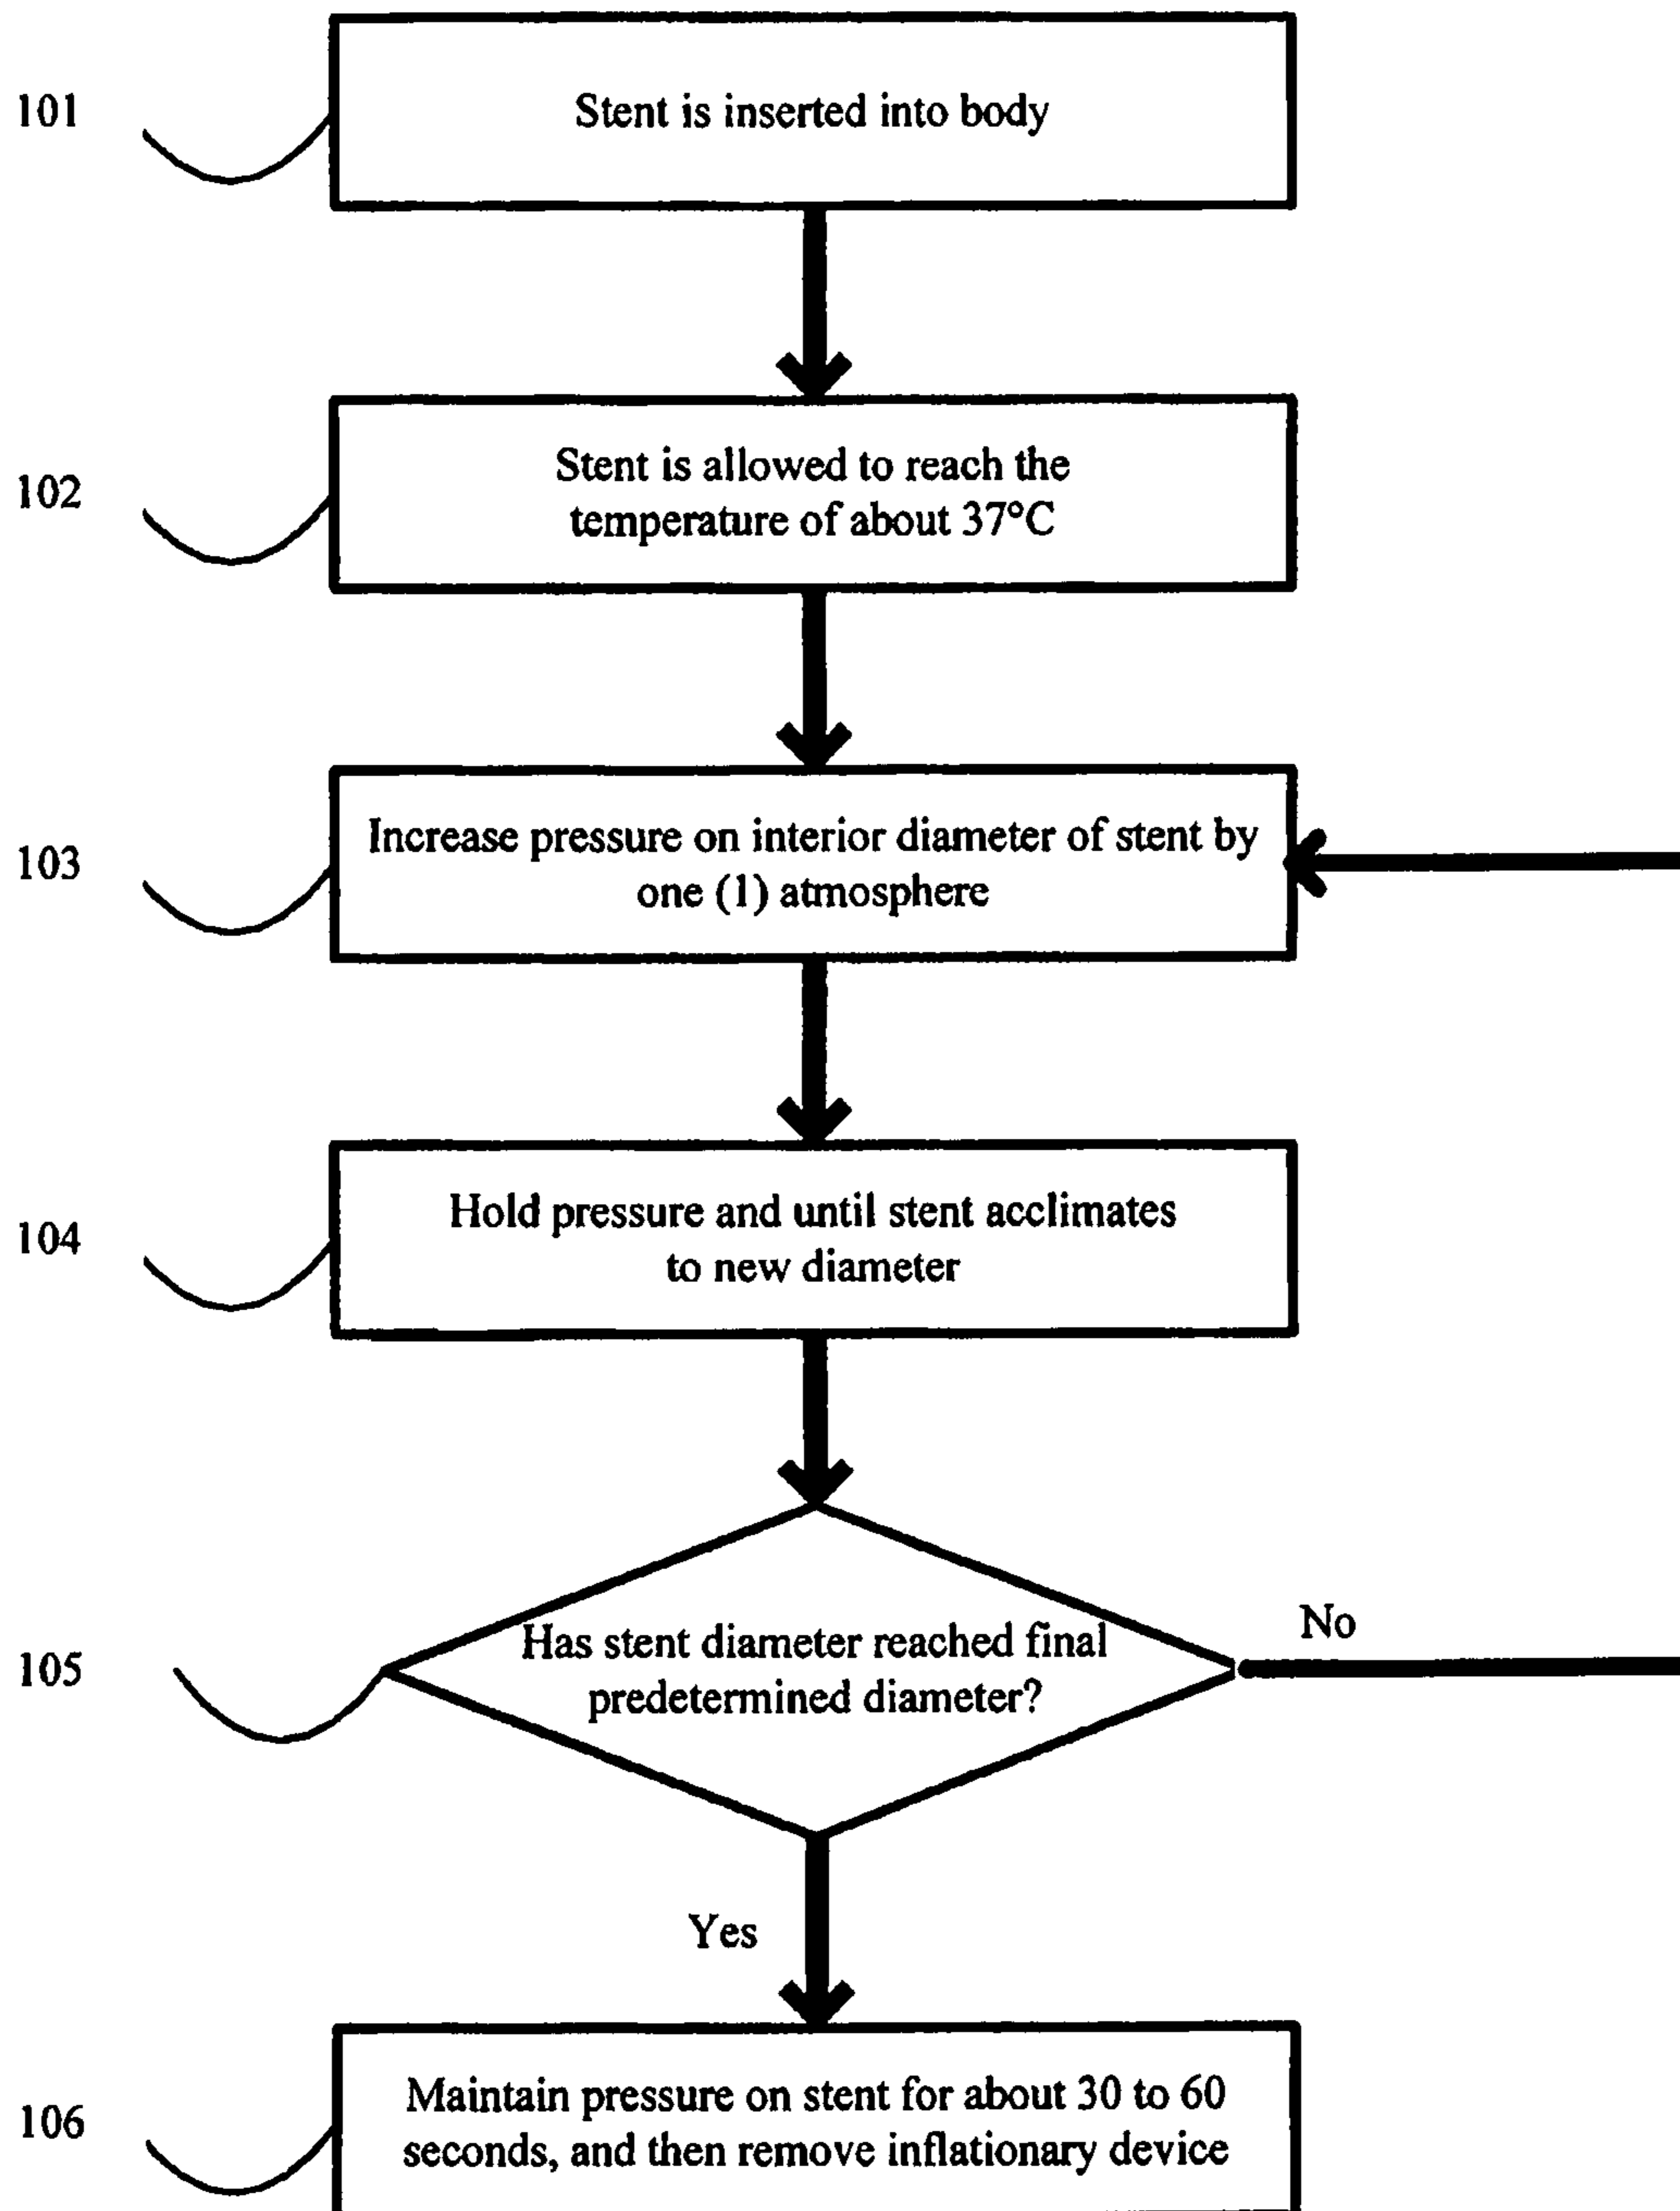 101
Stent is inserted into body
102
Stent is allowed to reach the
temperature of about 37°C
103
Increase pressure on interior diameter of stent by
one (1) atmosphere
104
Hold pressure and until stent acclimates
to new diameter
105
Has stent diameter reached final
predetermined diameter?
No
Yes
106
Maintain pressure on stent for about 30 to 60
seconds, and then remove inflationary device